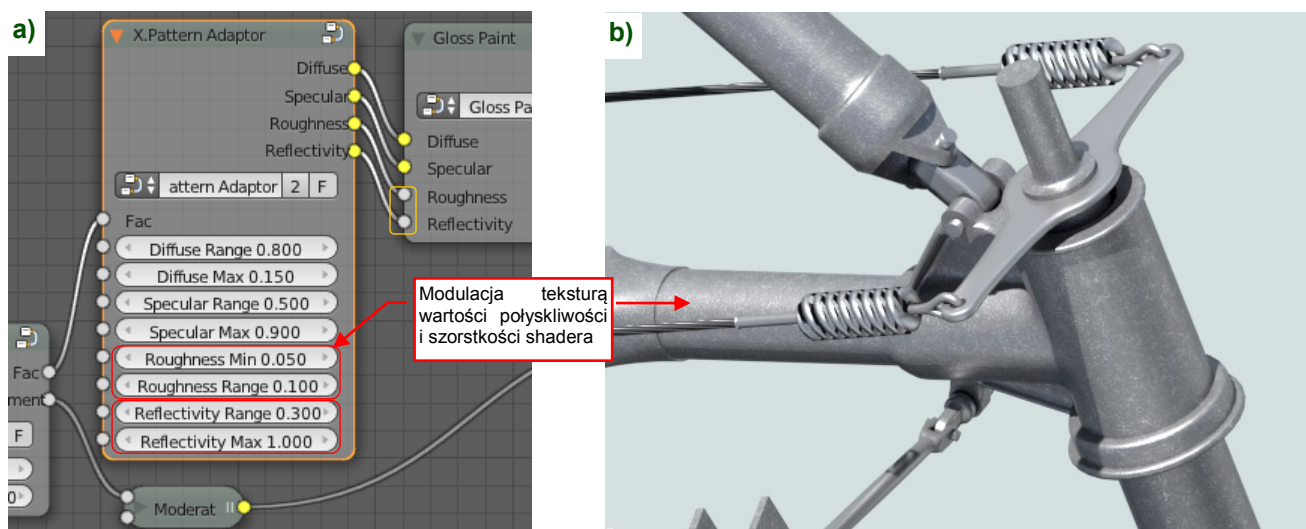 a)
X.Pattern Adaptor
Diffuse
Specular
Roughness
Reflectivity
attern Adaptor 2 F
Fac
Diffuse Range 0.800
Diffuse Max 0.150
Specular Range 0.500
Specular Max 0.900
Roughness Min 0.050
Roughness Range 0.100
Reflectivity Range 0.300
Reflectivity Max 1.000
Gloss Paint
Gloss Pa
Diffuse
Specular
Roughness
Reflectivity
Fac
ment
F
0
Moderat
Modulacja teksturą
wartości połyskliwości
i szorstkości shadera
b)